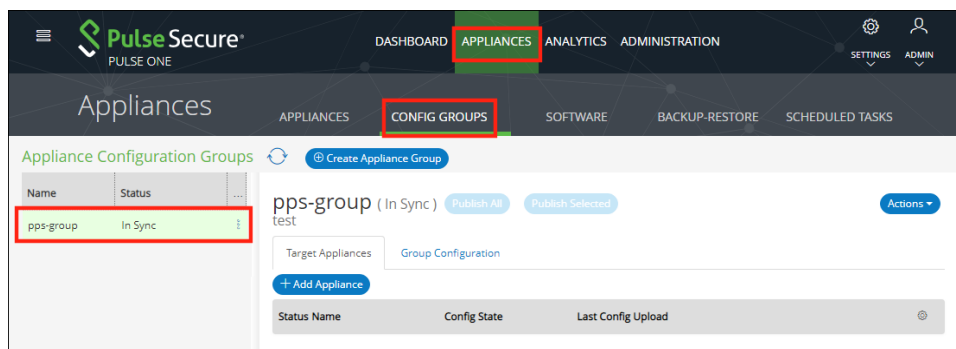 Pulse Secure®
PULSE ONE
DASHBOARD APPLIANCES ANALYTICS ADMINISTRATION
SETTINGS ADMIN
Appliances
APPLIANCES CONFIG GROUPS SOFTWARE BACKUP-RESTORE SCHEDULED TASKS
Appliance Configuration Groups
Create Appliance Group
Name Status ...
pps-group In Sync
pps-group ( In Sync ) Publish All Publish Selected Actions
test
Target Appliances Group Configuration
+ Add Appliance
Status Name Config State Last Config Upload